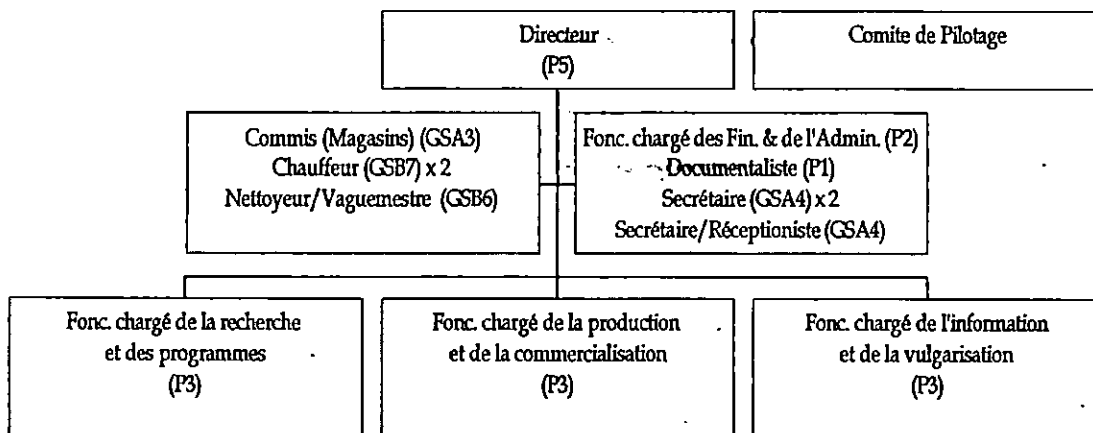 Directeur
(P5)
Comite de Pilotage
Commis (Magasins) (GSA3)
Chauffeur (GSB7) x 2
Nettoyeur/Vaguemestre (GSB6)
Fonc. chargé des Fin. & de l'Admin. (P2)
Documentaliste (P1)
Secrétaire (GSA4) x 2
Secrétaire/Réceptioniste (GSA4)
Fonc. chargé de la recherche
et des programmes
(P3)
Fonc. chargé de la production
et de la commercialisation
(P3)
Fonc. chargé de l'information
et de la vulgarisation
(P3)